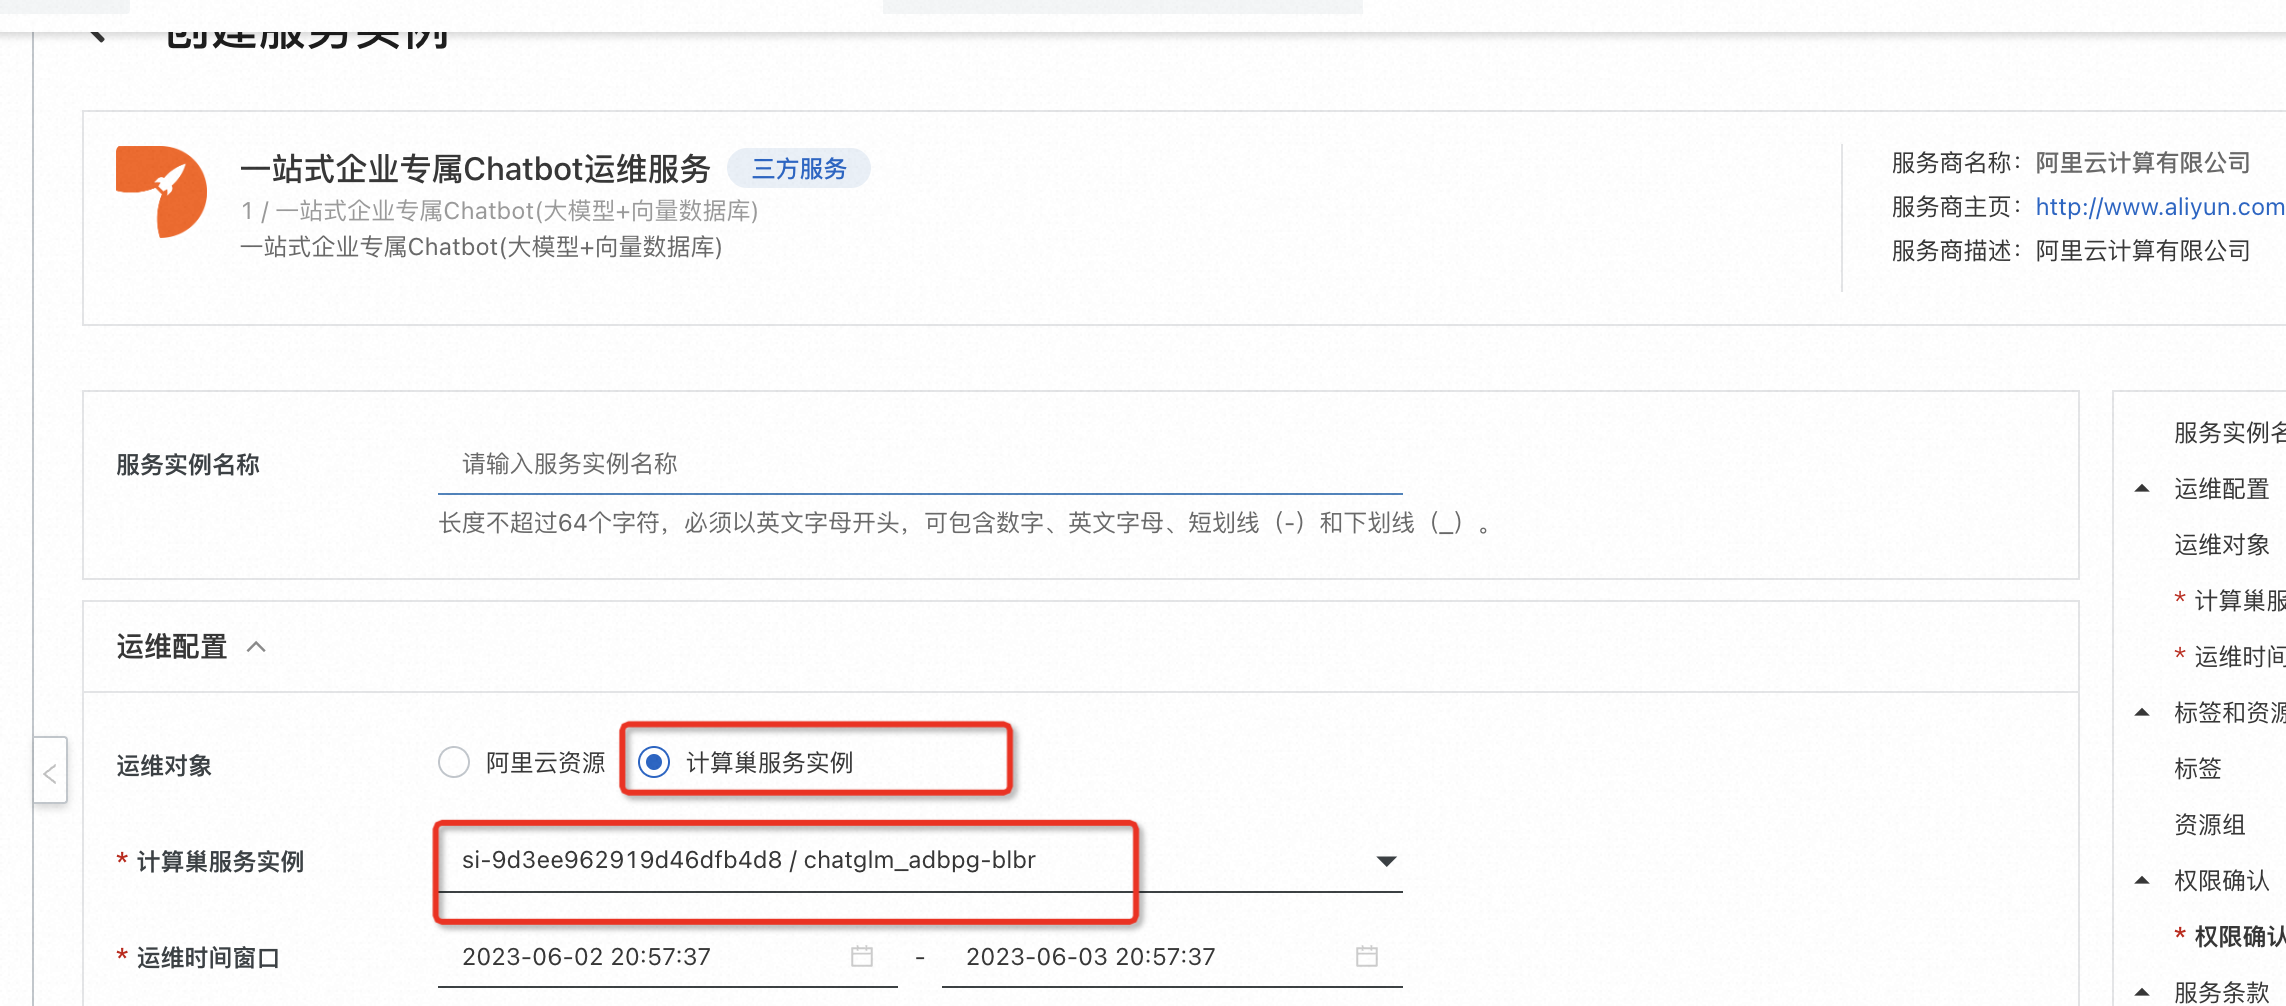 创建服务实例
一站式企业专属Chatbot运维服务 三方服务
1 / 一站式企业专属Chatbot(大模型+向量数据库)
一站式企业专属Chatbot(大模型+向量数据库)
服务商名称: 阿里云计算有限公司
服务商主页: http://www.aliyun.com
服务商描述: 阿里云计算有限公司
服务实例名称 请输入服务实例名称
长度不超过64个字符，必须以英文字母开头，可包含数字、英文字母、短划线（-）和下划线（_）。
运维配置
运维对象 阿里云资源 计算巢服务实例
* 计算巢服务实例 si-9d3ee962919d46dfb4d8 / chatglm_adbpg-blbr
* 运维时间窗口 2023-06-02 20:57:37 - 2023-06-03 20:57:37
服务实例名
运维配置
运维对象
* 计算巢服
* 运维时间
标签和资源
标签
资源组
权限确认
* 权限确认
服务条款